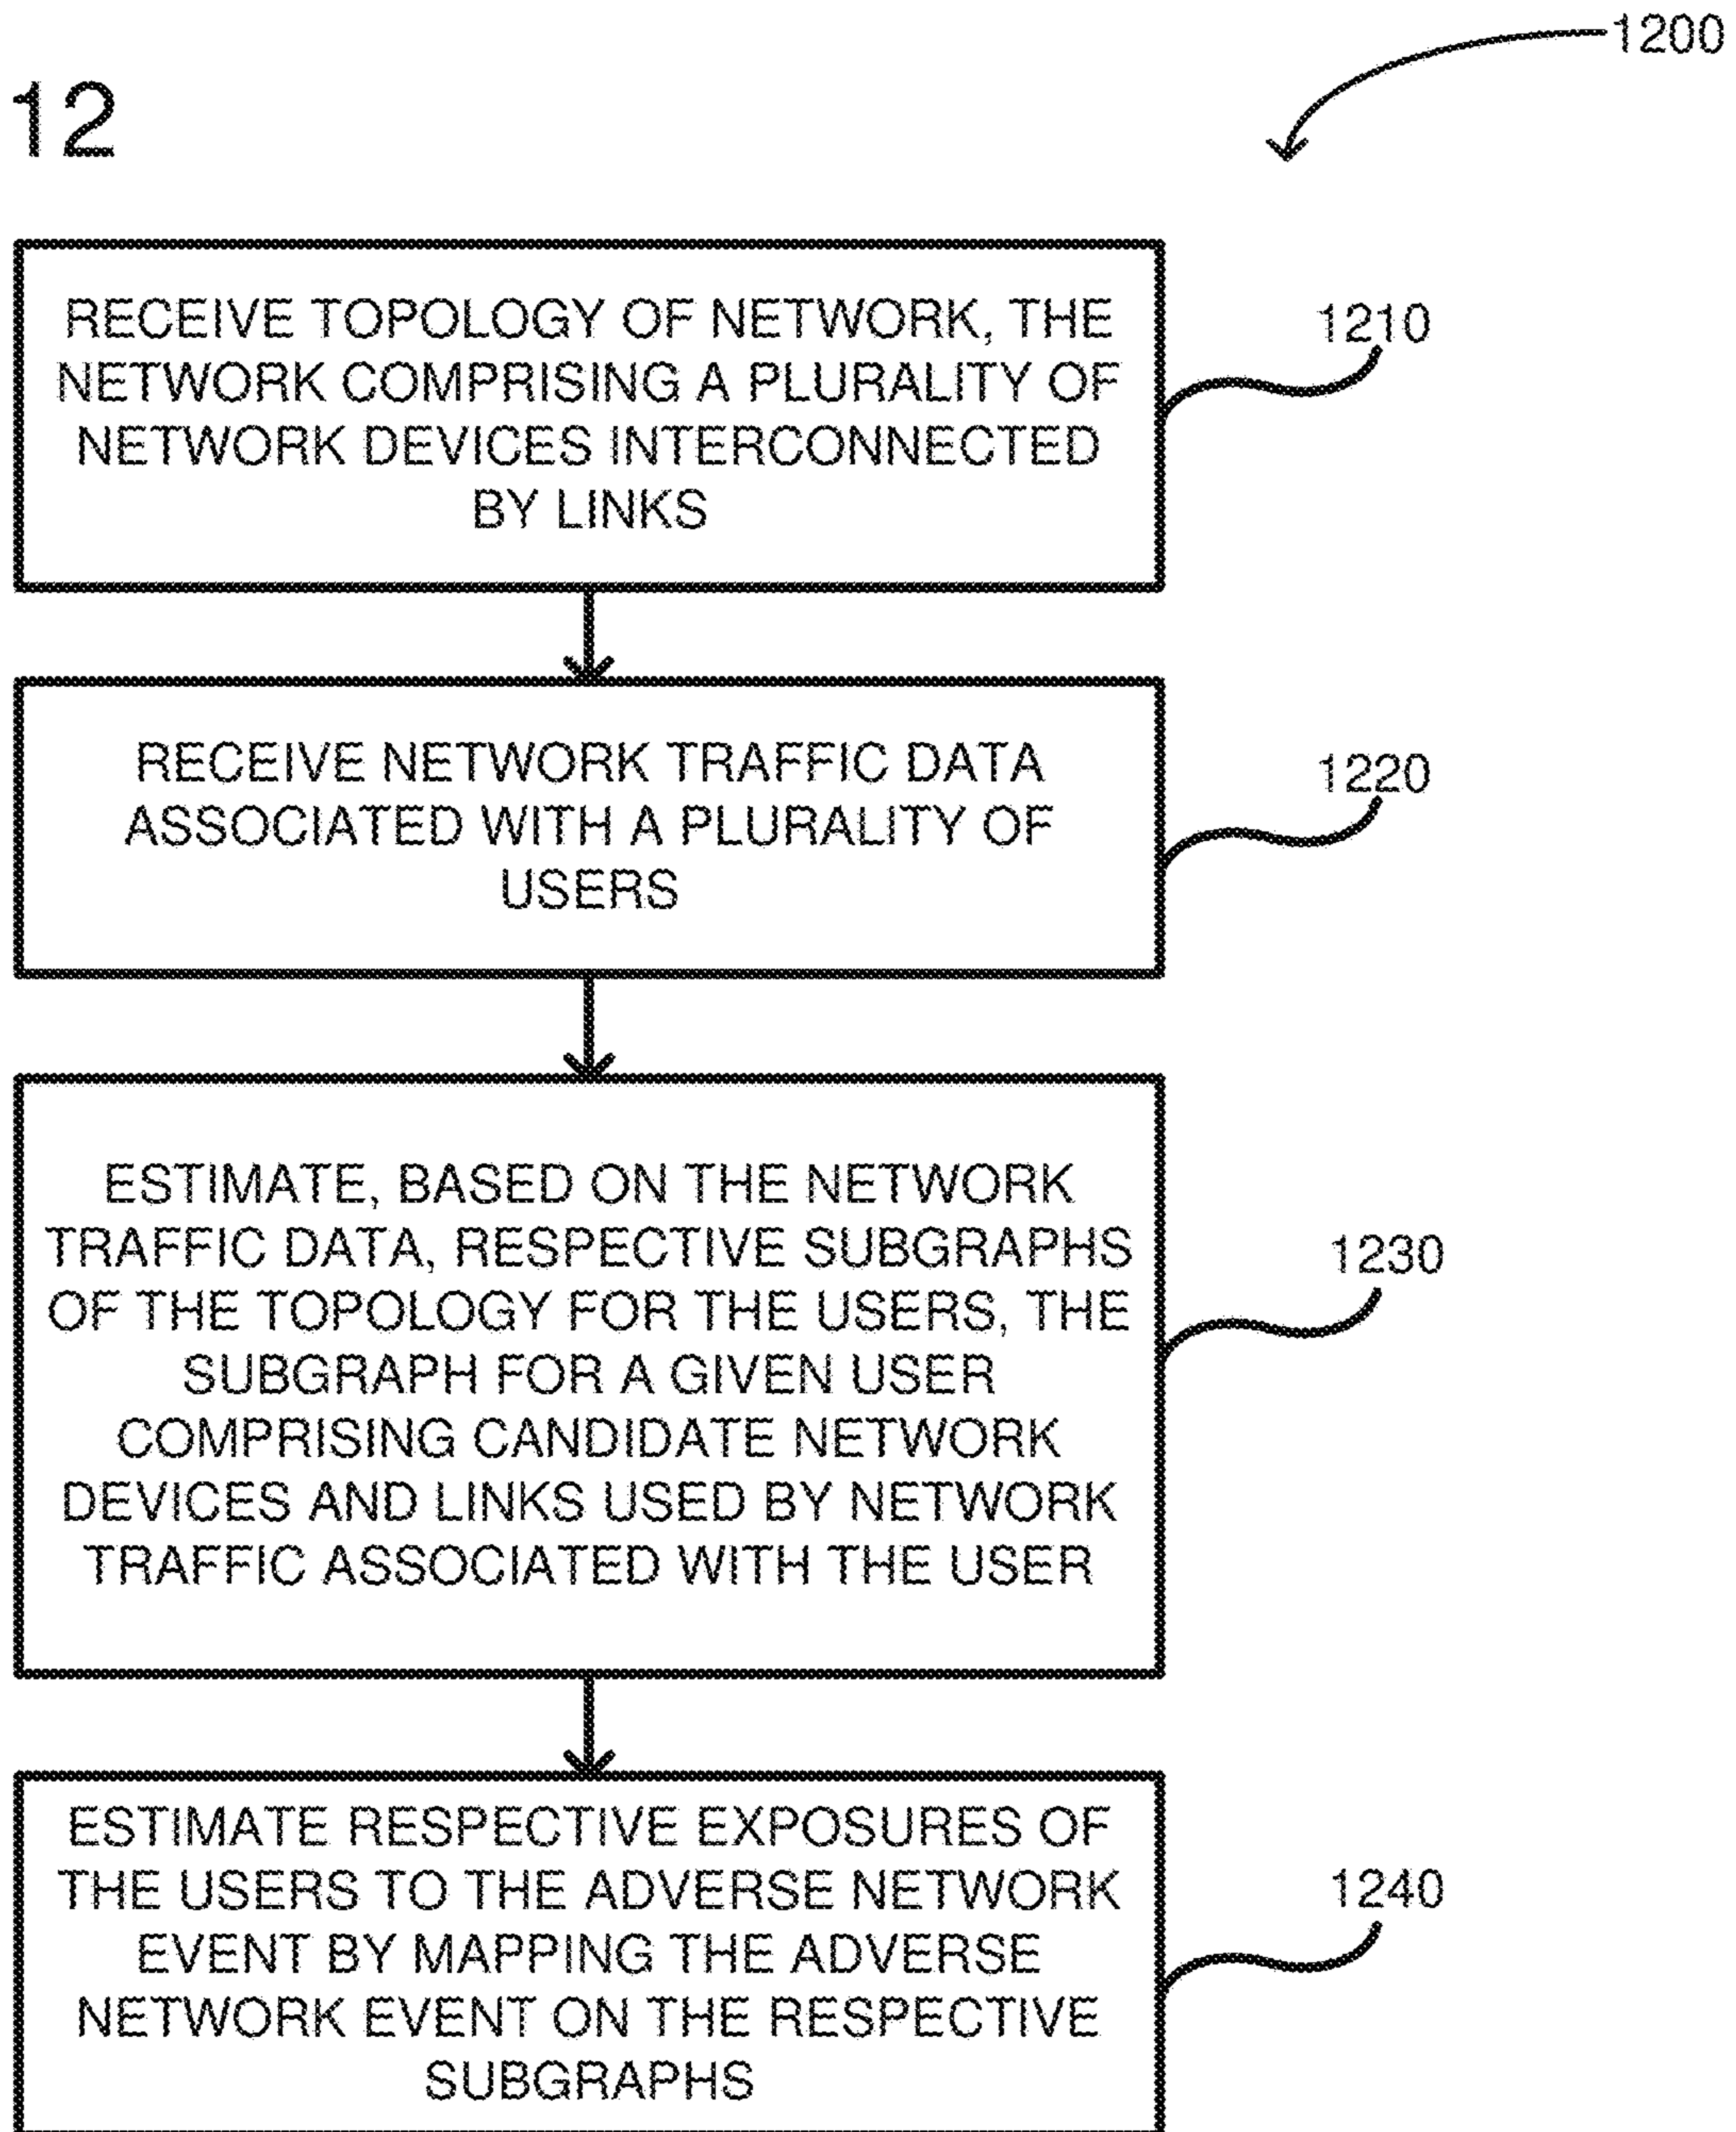 1200
12
RECEIVE TOPOLOGY OF NETWORK, THE
NETWORK COMPRISING A PLURALITY OF
NETWORK DEVICES INTERCONNECTED
BY LINKS
1210
RECEIVE NETWORK TRAFFIC DATA
ASSOCIATED WITH A PLURALITY OF
USERS
1220
ESTIMATE, BASED ON THE NETWORK
TRAFFIC DATA, RESPECTIVE SUBGRAPHS
OF THE TOPOLOGY FOR THE USERS, THE
SUBGRAPH FOR A GIVEN USER
COMPRISING CANDIDATE NETWORK
DEVICES AND LINKS USED BY NETWORK
TRAFFIC ASSOCIATED WITH THE USER
1230
ESTIMATE RESPECTIVE EXPOSURES OF
THE USERS TO THE ADVERSE NETWORK
EVENT BY MAPPING THE ADVERSE
NETWORK EVENT ON THE RESPECTIVE
SUBGRAPHS
1240